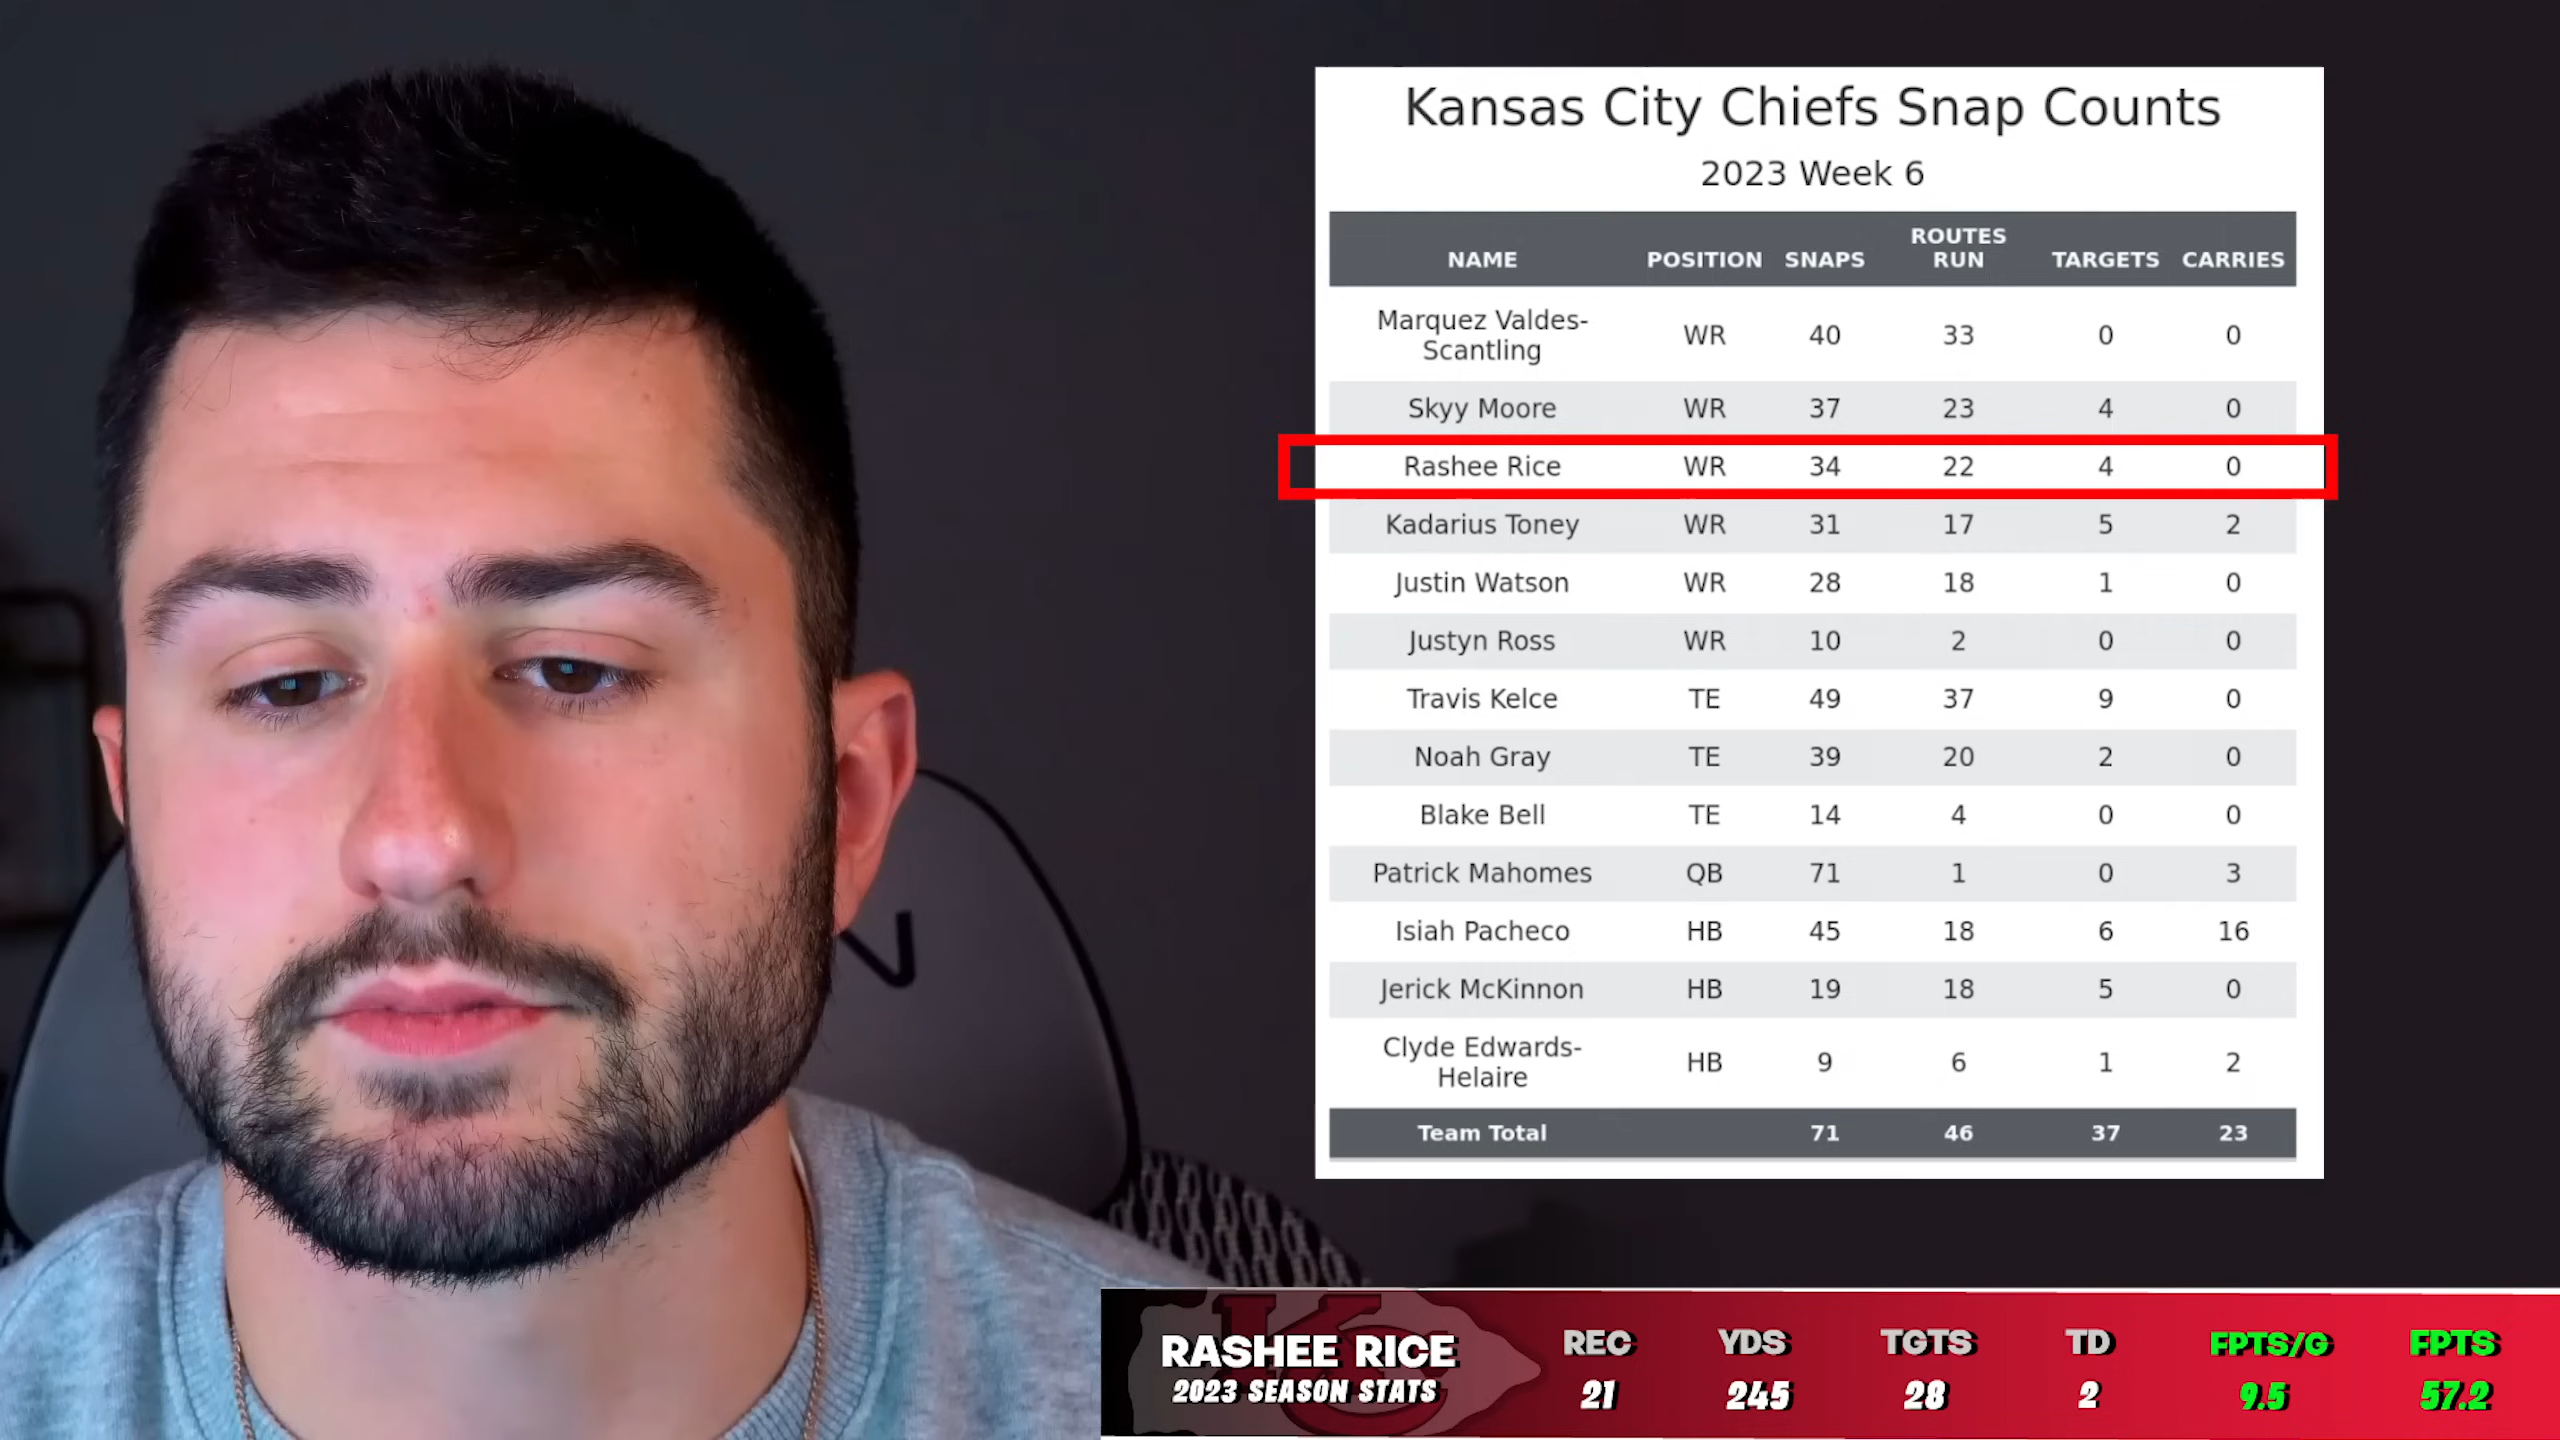 Kansas City Chiefs Snap Counts
2023 Week 6
NAME POSITION SNAPS ROUTES RUN TARGETS CARRIES
Marquez Valdes-Scantling WR 40 33 0 0
Skyy Moore WR 37 23 4 0
Rashee Rice WR 34 22 4 0
Kadarius Toney WR 31 17 5 2
Justin Watson WR 28 18 1 0
Justyn Ross WR 10 2 0 0
Travis Kelce TE 49 37 9 0
Noah Gray TE 39 20 2 0
Blake Bell TE 14 4 0 0
Patrick Mahomes QB 71 1 0 3
Isiah Pacheco HB 45 18 6 16
Jerick McKinnon HB 19 18 5 0
Clyde Edwards-Helaire HB 9 6 1 2
Team Total 71 46 37 23
RASHEE RICE
2023 SEASON STATS
REC YDS TGTS TD FPTS/G FPTS
21 245 28 2 9.5 57.2
KC